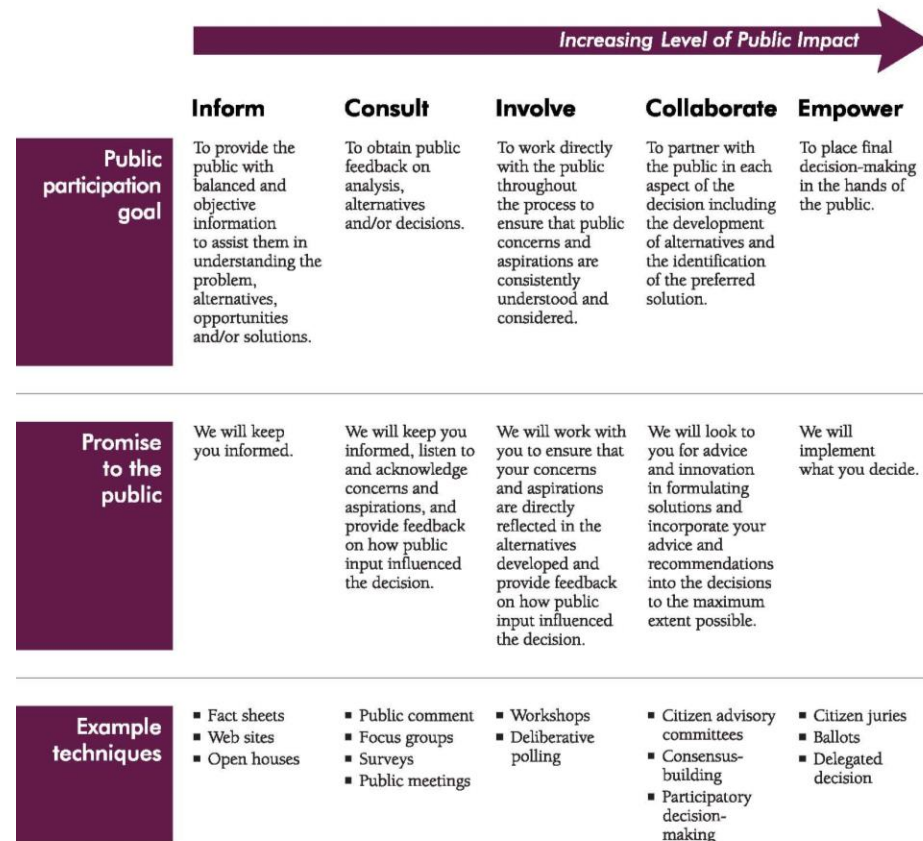 Increasing Level of Public Impact
Inform
Consult
Involve
Collaborate
Empower
Public
participation
goal
To provide the
public with
balanced and
objective
information
to assist them in
understanding the
problem,
alternatives,
opportunities
and/or solutions.
To obtain public
feedback on
analysis,
alternatives
and/or decisions.
To work directly
with the public
throughout
the process to
ensure that public
concerns and
aspirations are
consistently
understood and
considered.
To partner with
the public in each
aspect of the
decision including
the development
of alternatives and
the identification
of the preferred
solution.
To place final
decision-making
in the hands of
the public.
Promise
to the
public
We will keep
you informed.
We will keep you
informed, listen to
and acknowledge
concerns and
aspirations, and
provide feedback
on how public
input influenced
the decision.
We will work with
you to ensure that
your concerns
and aspirations
are directly
reflected in the
alternatives
developed and
provide feedback
on how public
input influenced
the decision.
We will look to
you for advice
and innovation
in formulating
solutions and
incorporate your
advice and
recommendations
into the decisions
to the maximum
extent possible.
We will
implement
what you decide.
Example
techniques
▪ Fact sheets
▪ Web sites
▪ Open houses
▪ Public comment
▪ Focus groups
▪ Surveys
▪ Public meetings
▪ Workshops
▪ Deliberative
polling
▪ Citizen advisory
committees
▪ Consensus-
building
▪ Participatory
decision-
making
▪ Citizen juries
▪ Ballots
▪ Delegated
decision